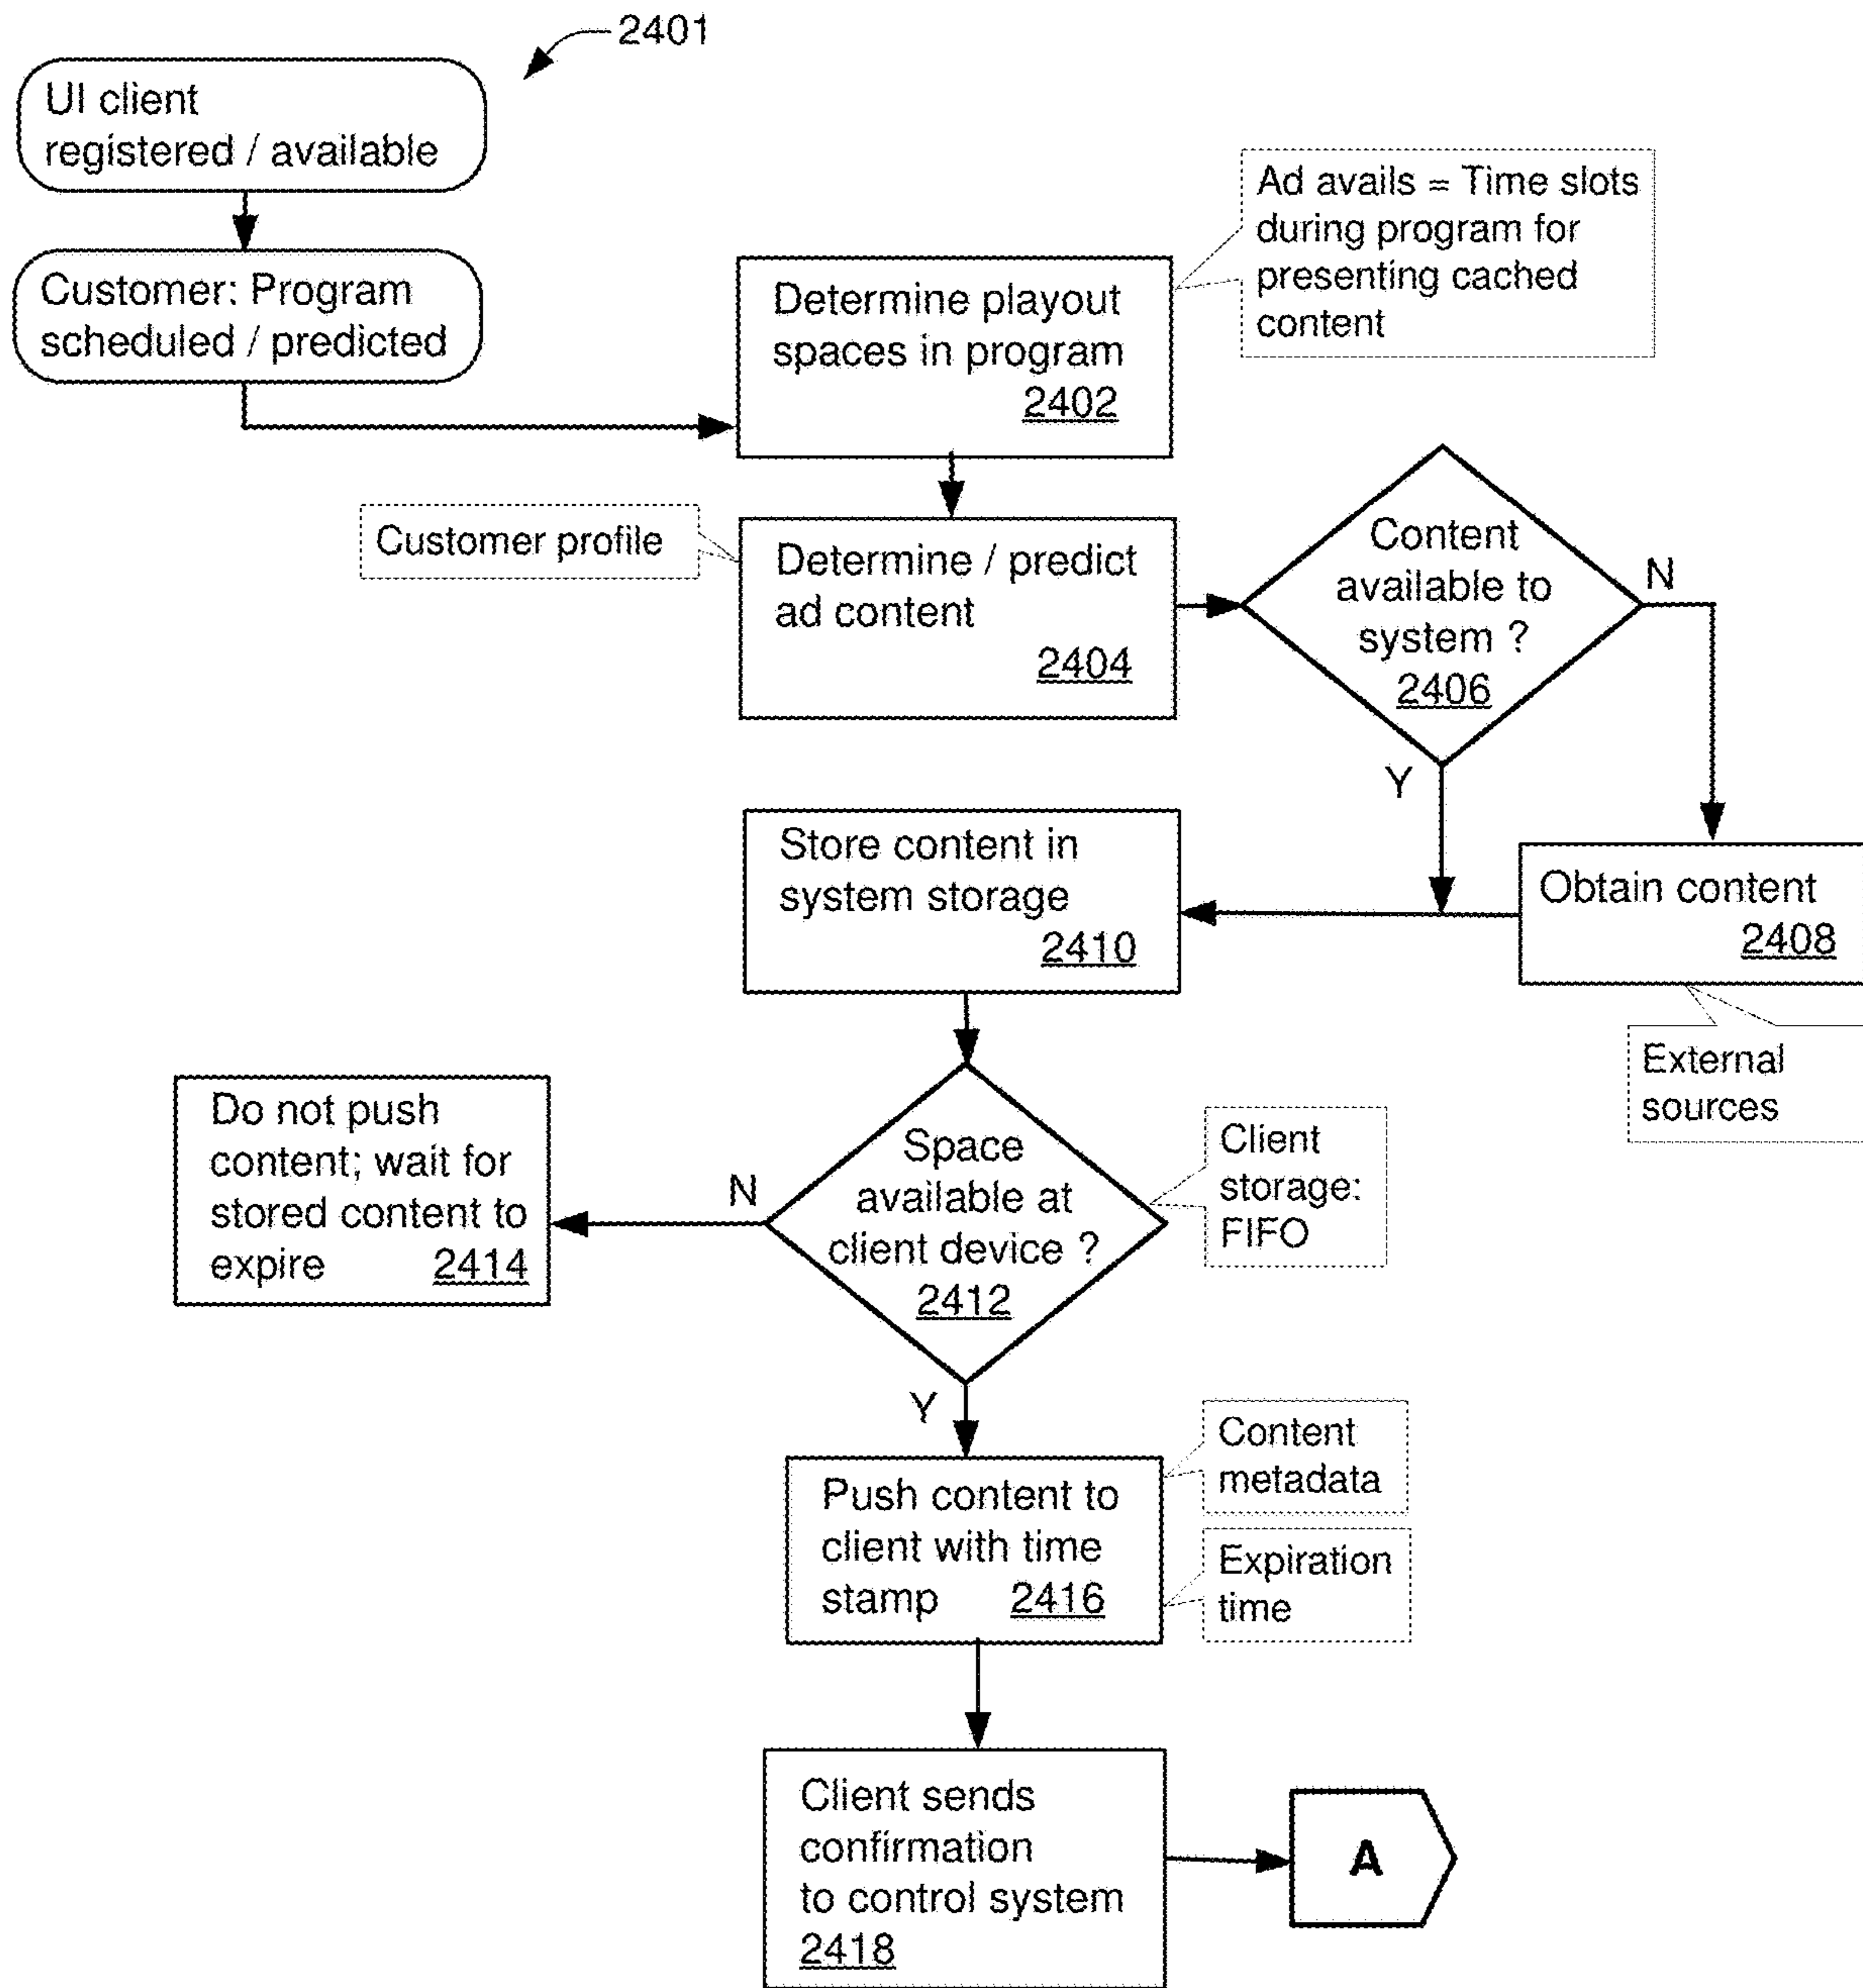 2401
UI client
registered / available
Customer: Program
scheduled / predicted
Ad avails = Time slots
during program for
presenting cached
content
Determine playout
spaces in program
2402
Customer profile
Determine / predict
ad content
2404
Content
available to
system ?
2406
N
Y
Store content in
system storage
2410
Obtain content
2408
External
sources
Do not push
content; wait for
stored content to
expire 2414
N
Space
available at
client device ?
2412
Client
storage:
FIFO
Y
Push content to
client with time
stamp 2416
Content
metadata
Expiration
time
Client sends
confirmation
to control system
2418
A